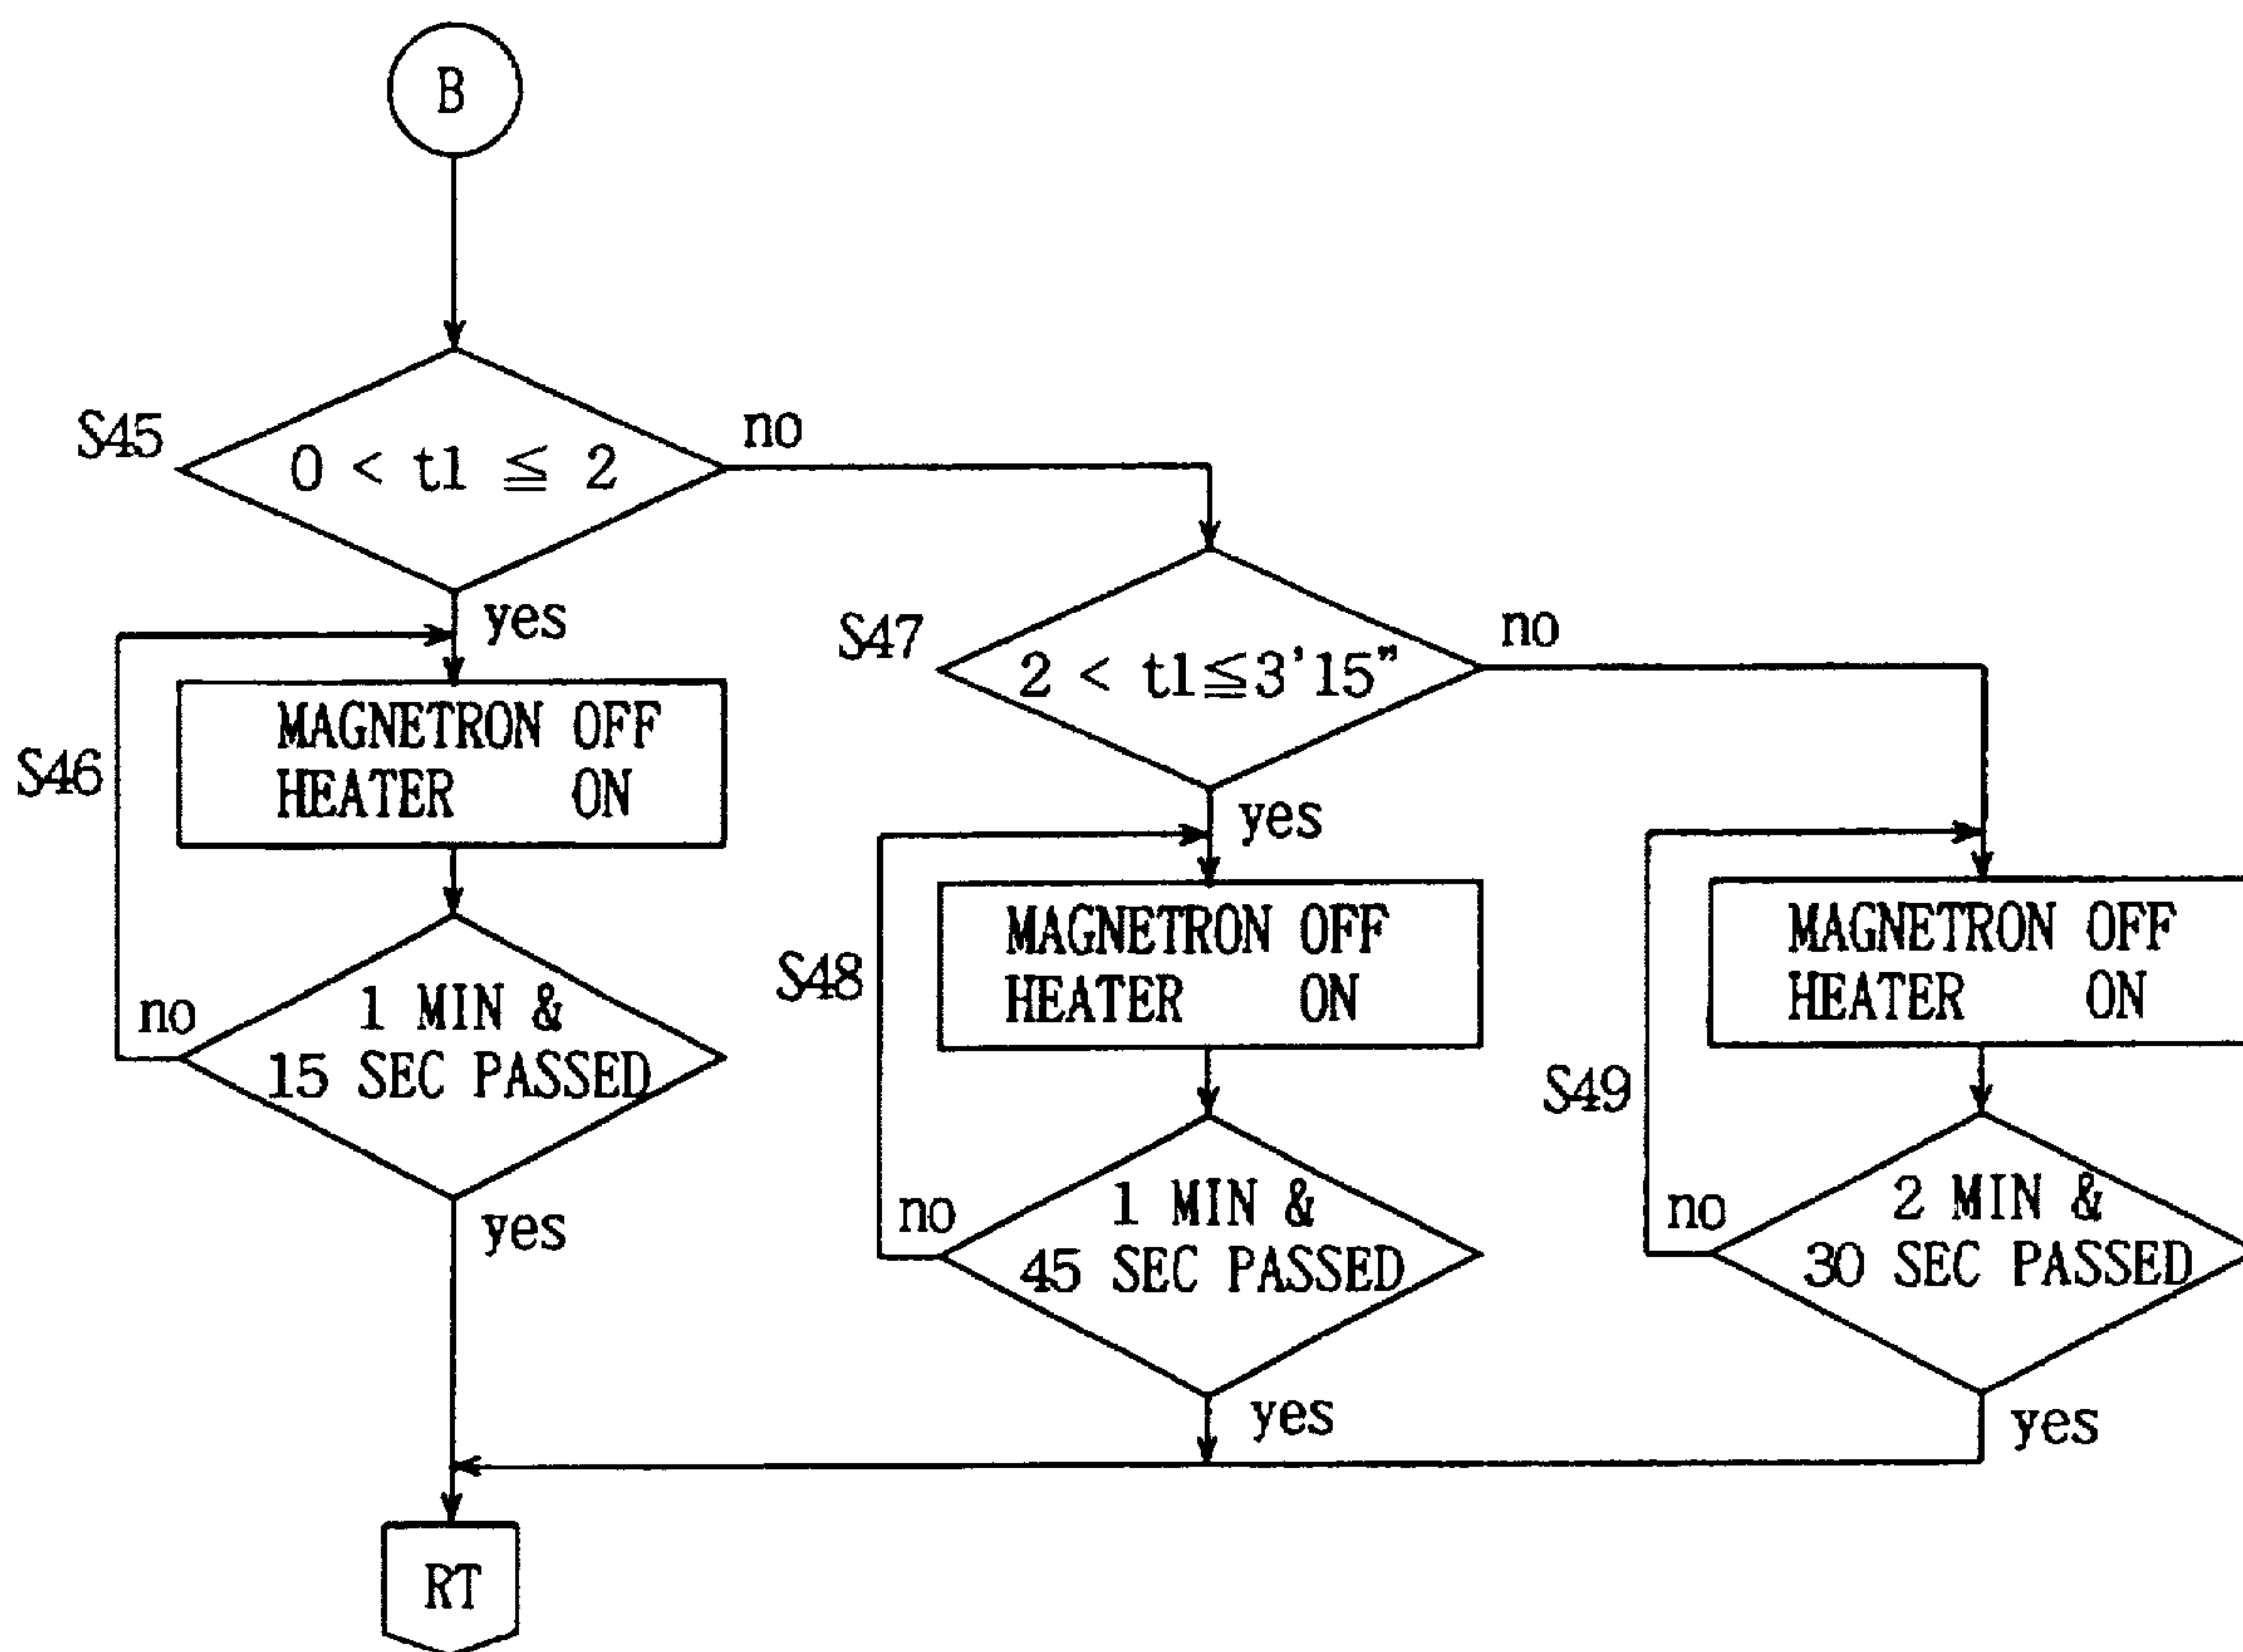 B
S45
0 < t1 ≦ 2
no
yes
S46
MAGNETRON OFF
HEATER ON
no
1 MIN &
15 SEC PASSED
yes
S47
2 < t1≦3'15"
no
yes
S48
MAGNETRON OFF
HEATER ON
no
1 MIN &
45 SEC PASSED
yes
S49
MAGNETRON OFF
HEATER ON
no
2 MIN &
30 SEC PASSED
yes
RT